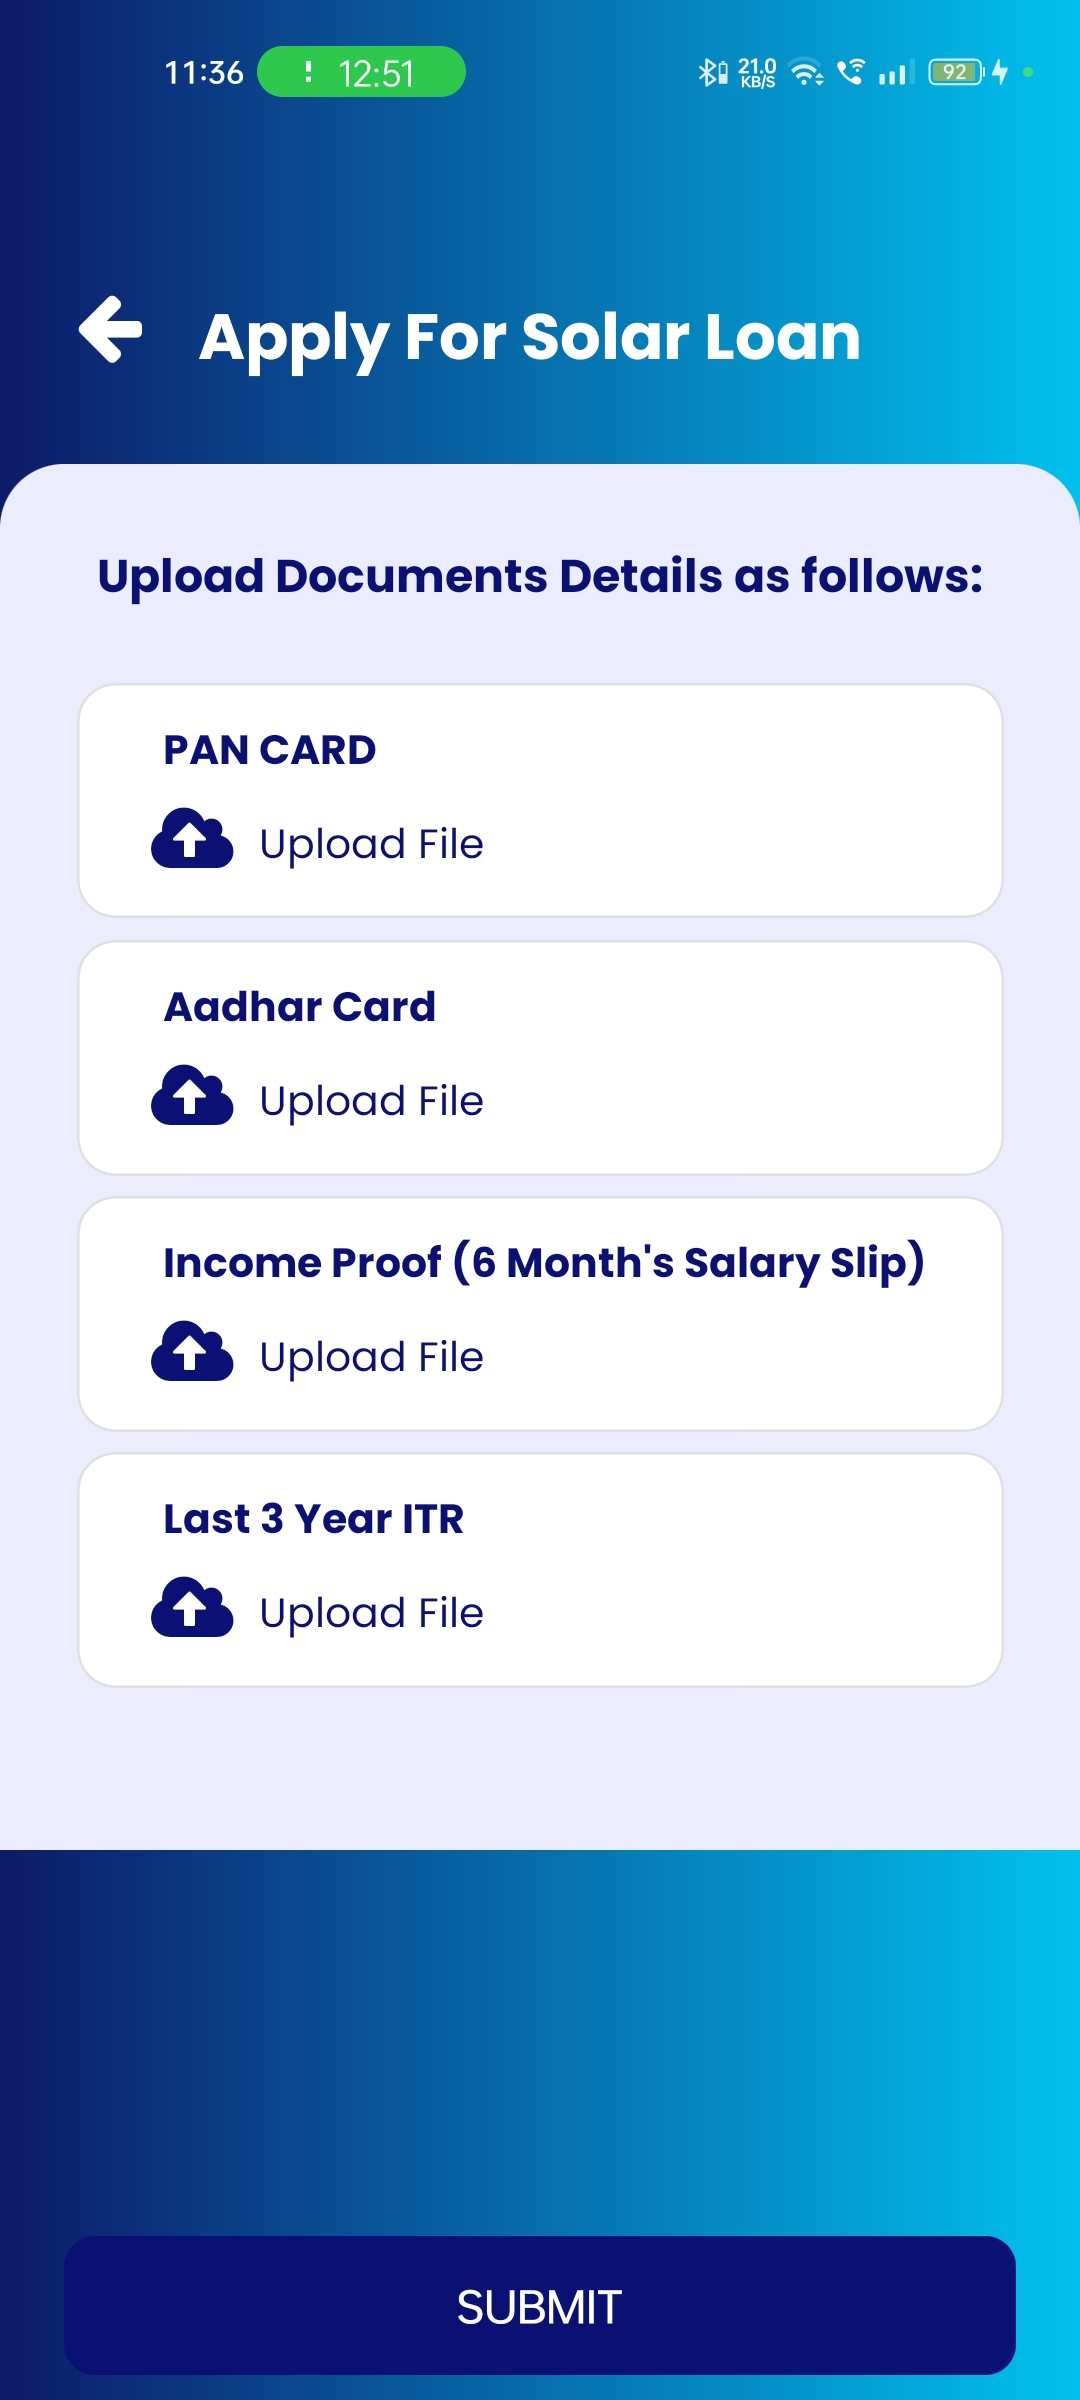 11:36 12:51 21.0 KB/S 92
Apply For Solar Loan
Upload Documents Details as follows:
PAN CARD
Upload File
Aadhar Card
Upload File
Income Proof (6 Month's Salary Slip)
Upload File
Last 3 Year ITR
Upload File
SUBMIT